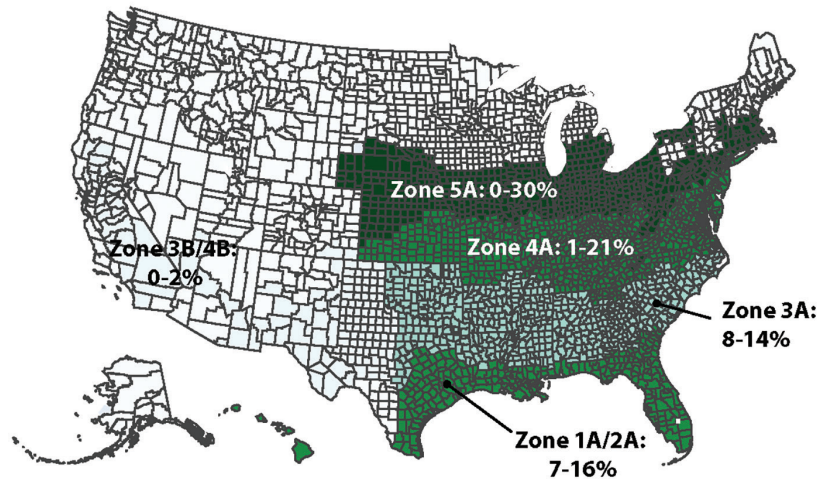 Zone 5A: 0-30%
Zone 4A: 1-21%
Zone 3B/4B:
0-2%
Zone 3A:
8-14%
Zone 1A/2A:
7-16%